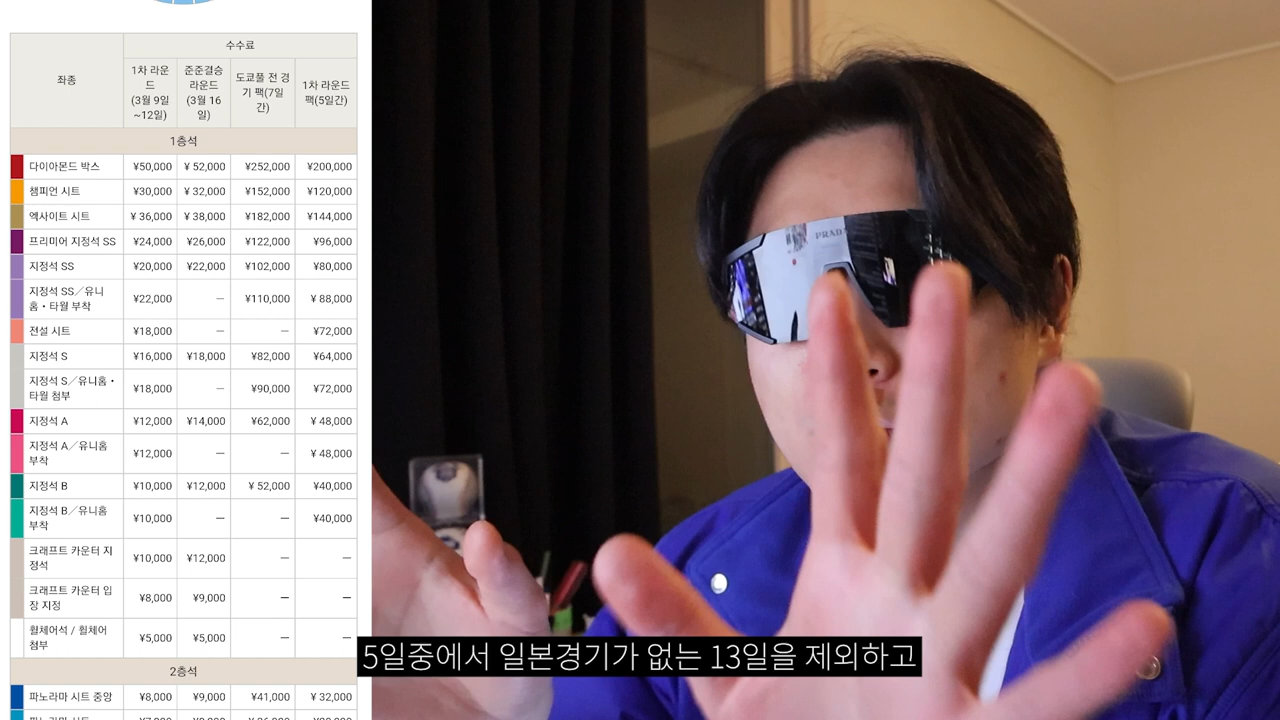 수수료
좌종
1차 라운
드
(3월 9일
~12일)
준준결승
라운드
(3월 16
일)
도쿄풀 전 경
기 팩(7일
간)
1차 라운드
팩(5일간)
1층석
다이아몬드 박스 ¥50,000 ¥ 52,000 ¥252,000 ¥200,000
챔피언 시트 ¥30,000 ¥ 32,000 ¥152,000 ¥120,000
엑사이트 시트 ¥ 36,000 ¥ 38,000 ¥182,000 ¥144,000
프리미어 지정석 SS ¥24,000 ¥26,000 ¥122,000 ¥96,000
지정석 SS ¥20,000 ¥22,000 ¥102,000 ¥80,000
지정석 SS／유니
홈・타월 부착 ¥22,000 — ¥110,000 ¥ 88,000
전설 시트 ¥18,000 — — ¥72,000
지정석 S ¥16,000 ¥18,000 ¥82,000 ¥64,000
지정석 S／유니홈・
타월 첨부 ¥18,000 — ¥90,000 ¥72,000
지정석 A ¥12,000 ¥14,000 ¥62,000 ¥ 48,000
지정석 A／유니홈
부착 ¥12,000 — — ¥ 48,000
지정석 B ¥10,000 ¥12,000 ¥ 52,000 ¥40,000
지정석 B／유니홈
부착 ¥10,000 — — ¥40,000
크래프트 카운터 지
정석 ¥10,000 ¥12,000 — —
크래프트 카운터 입
장 지정 ¥8,000 ¥9,000 — —
휠체어석 / 휠체어
첨부 ¥5,000 ¥5,000 — —
2층석
파노라마 시트 중앙 ¥8,000 ¥9,000 ¥41,000 ¥ 32,000
PRADA
5일중에서 일본경기가 없는 13일을 제외하고